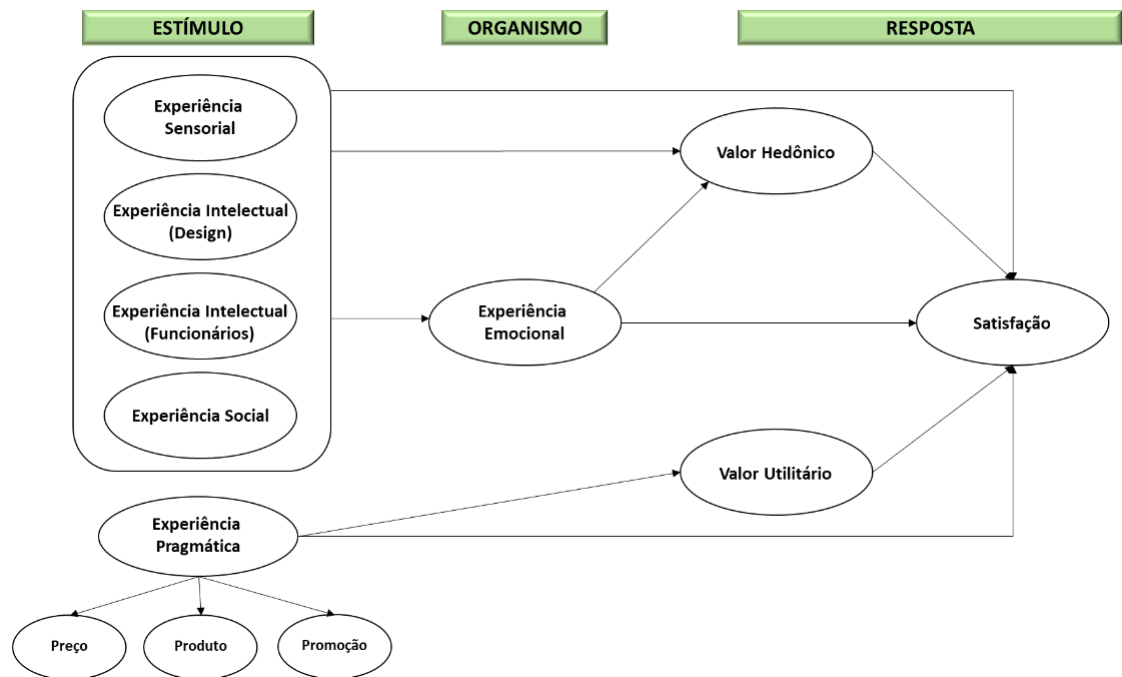 ESTÍMULO
ORGANISMO
RESPOSTA
Experiência
Sensorial
Experiência Intelectual
(Design)
Experiência Intelectual
(Funcionários)
Experiência Social
Experiência
Pragmática
Preço
Produto
Promoção
Experiência
Emocional
Valor Hedônico
Valor Utilitário
Satisfação